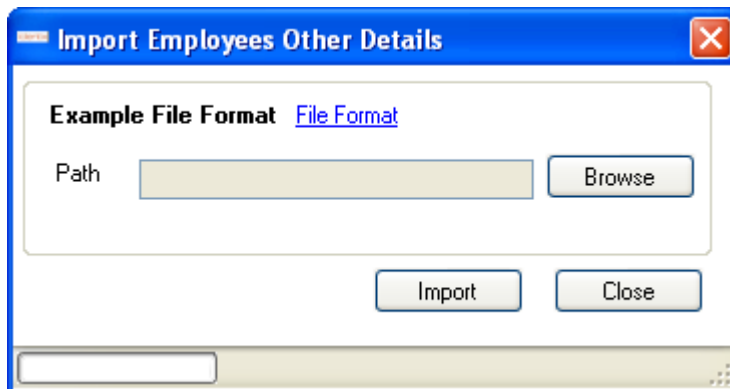 Import Employees Other Details
Example File Format File Format
Path Browse
Import Close